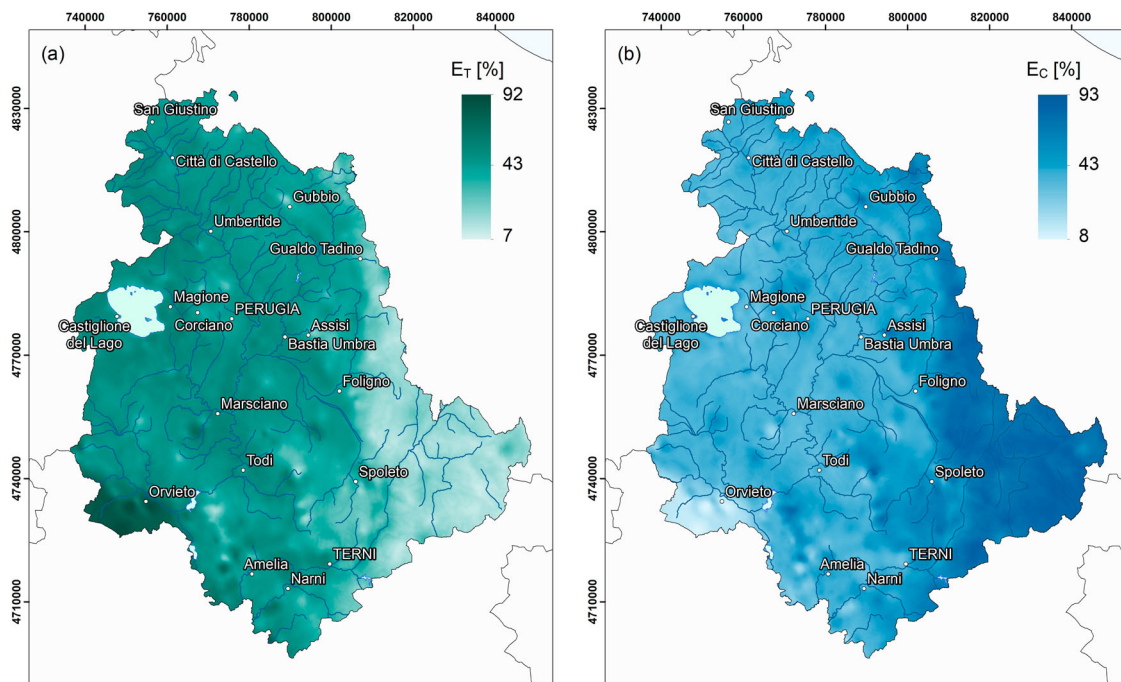 740000 760000 780000 800000 820000 840000
(a)
E_T [%]
92
43
7
4830000
4800000
4770000
4740000
4710000
San Giustino
Città di Castello
Gubbio
Umbertide
Gualdo Tadino
Magione
PERUGIA
Corciano
Castiglione
del Lago
Assisi
Bastia Umbra
Foligno
Marsciano
Todi
Spoleto
Orvieto
TERNI
Amelia
Narni
740000 760000 780000 800000 820000 840000
(b)
E_C [%]
93
43
8
4830000
4800000
4770000
4740000
4710000
San Giustino
Città di Castello
Gubbio
Umbertide
Gualdo Tadino
Magione
PERUGIA
Corciano
Castiglione
del Lago
Assisi
Bastia Umbra
Foligno
Marsciano
Todi
Spoleto
Orvieto
TERNI
Amelia
Narni